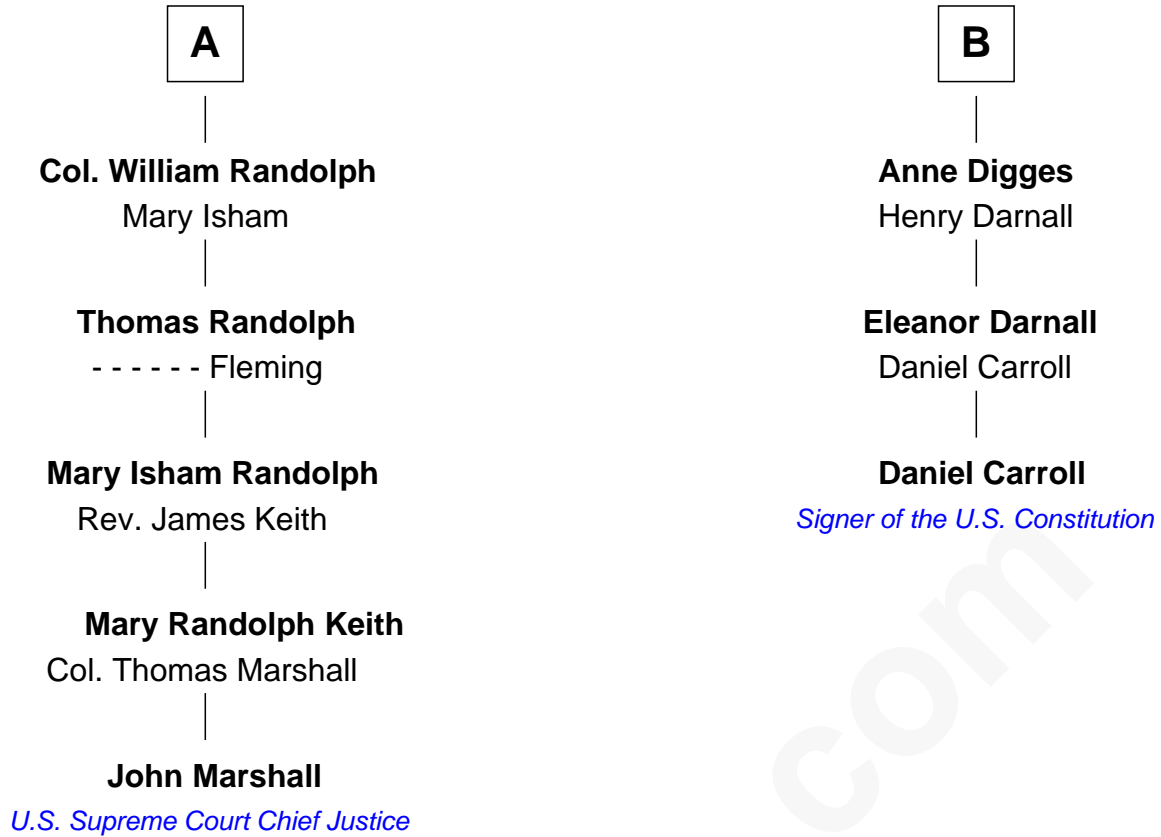 A
Col. William Randolph
Mary Isham
Thomas Randolph
- - - - - - Fleming
Mary Isham Randolph
Rev. James Keith
Mary Randolph Keith
Col. Thomas Marshall
John Marshall
U.S. Supreme Court Chief Justice
B
Anne Digges
Henry Darnall
Eleanor Darnall
Daniel Carroll
Daniel Carroll
Signer of the U.S. Constitution
com